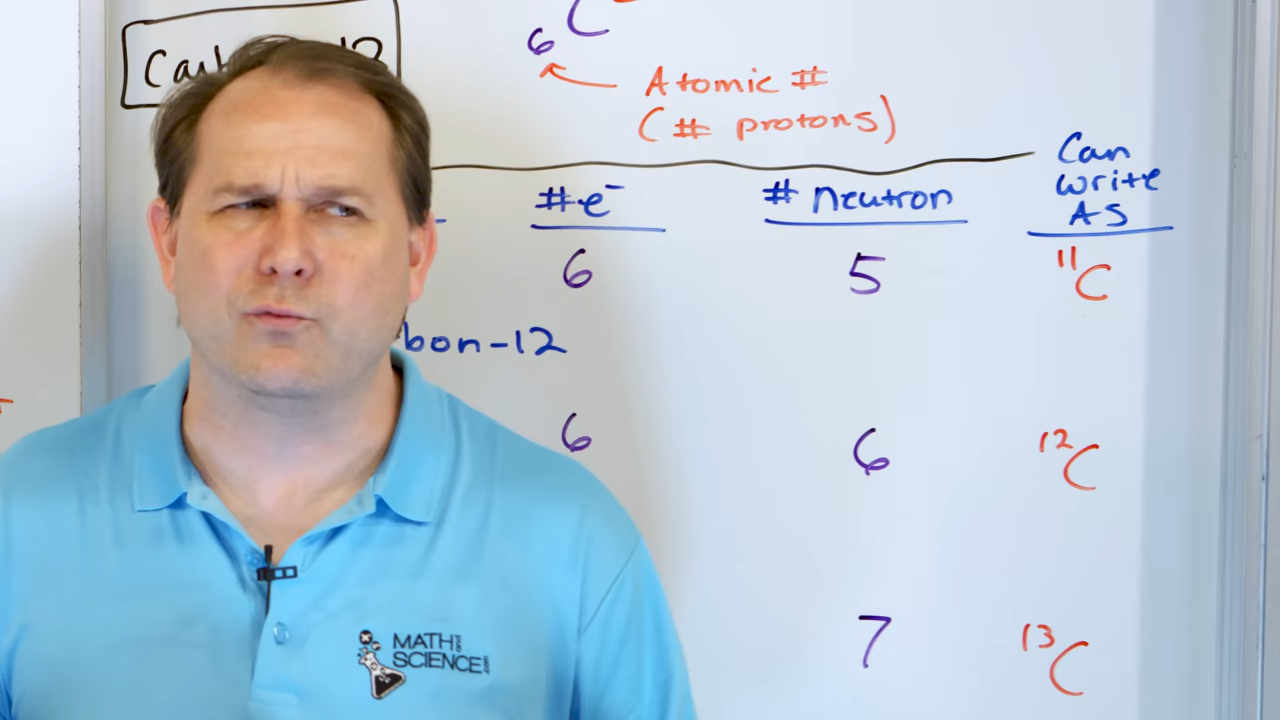 6 C
Atomic #
(# protons)
Can
write
AS
#e⁻
# neutron
6
5
¹¹C
bon-12
6
6
¹²C
7
¹³C
MATH and
SCIENCE .com